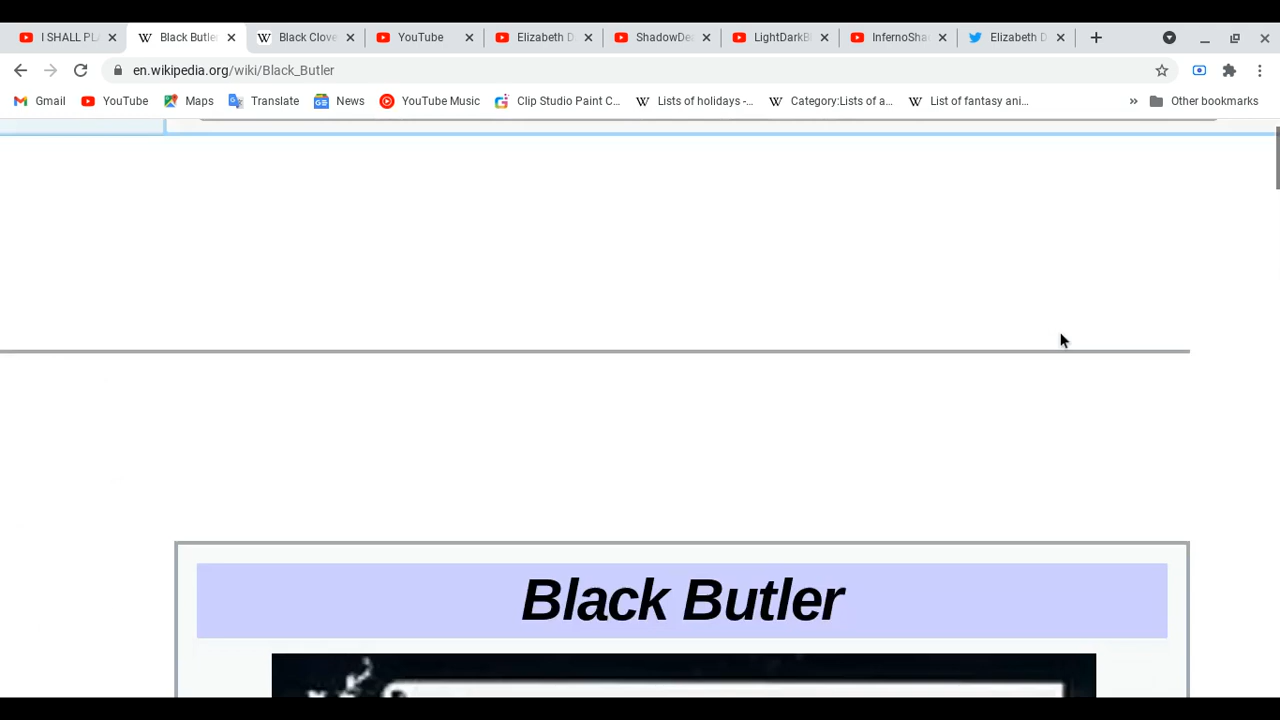 I SHALL PL
Black Butle
Black Clove
YouTube
Elizabeth D
ShadowDe
LightDarkB
InfernoSha
Elizabeth D
en.wikipedia.org/wiki/Black_Butler
Gmail
YouTube
Maps
Translate
News
YouTube Music
Clip Studio Paint C...
Lists of holidays -...
Category:Lists of a...
List of fantasy ani...
»
Other bookmarks
Black Butler